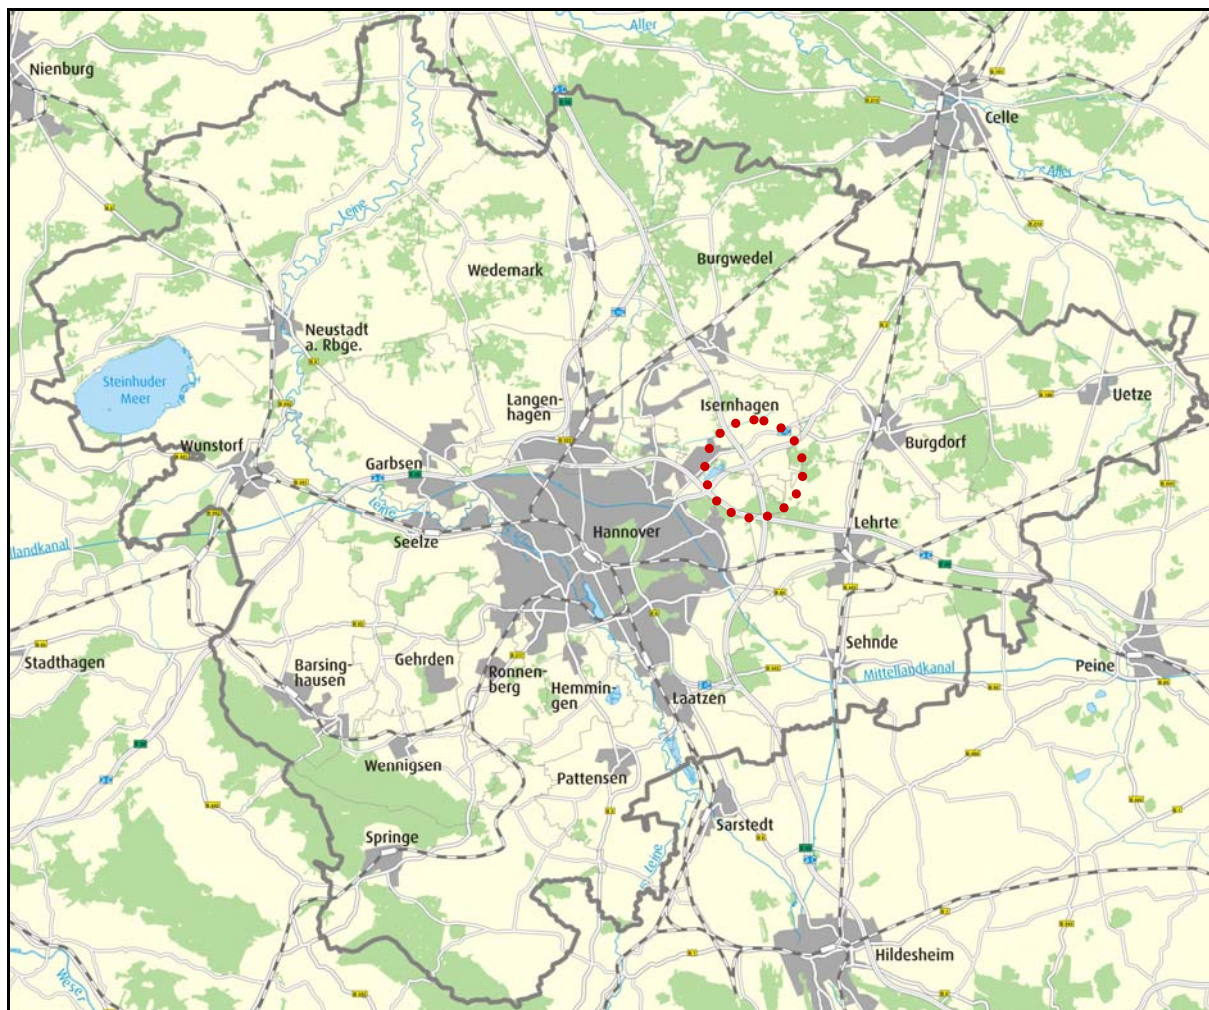 Aller
Nienburg
Celle
Aller
Leine
Burgwedel
Wedemark
Neustadt
a. Rbge.
Steinhuder
Meer
Langen-
hagen
Isernhagen
Uetze
Wunstorf
Burgdorf
Garbsen
Leine
Hannover
Lehrte
Seelze
llandkanal
Stadthagen
Barsing-
hausen
Gehrden
Ronnen-
berg
Hemmin-
gen
Laatzen
Sehnde
Mittellandkanal
Peine
Wennigsen
Pattensen
Springe
Sarstedt
Leine
Hildesheim
Weser